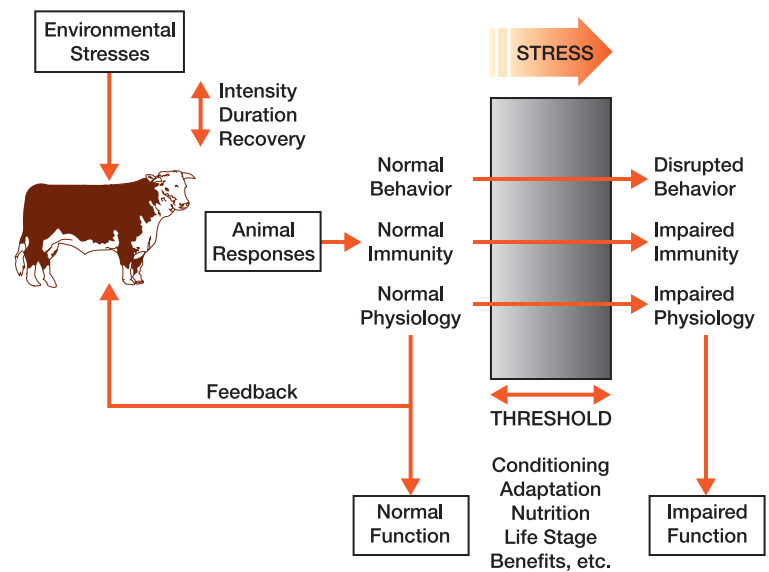 Environmental
Stresses
Intensity
Duration
Recovery
STRESS
Normal
Behavior
Disrupted
Behavior
Animal
Responses
Normal
Immunity
Impaired
Immunity
Normal
Physiology
Impaired
Physiology
Feedback
THRESHOLD
Conditioning
Adaptation
Nutrition
Life Stage
Benefits, etc.
Normal
Function
Impaired
Function